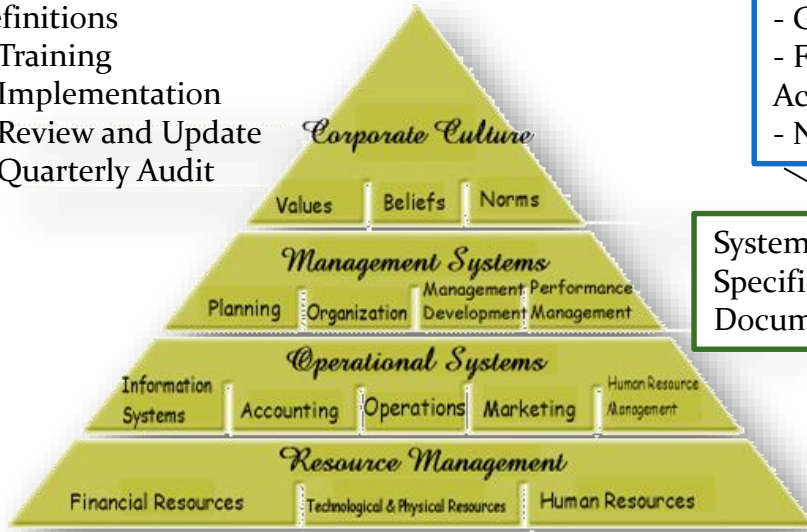 efinitions
Training
Implementation
Review and Update
Quarterly Audit
- C
- F
Ac
- N
System
Specific
Docum
Corporate Culture
Values Beliefs Norms
Management Systems
Planning Organization Management Development Performance Management
Operational Systems
Information Systems Accounting Operations Marketing Human Resource Management
Resource Management
Financial Resources Technological & Physical Resources Human Resources